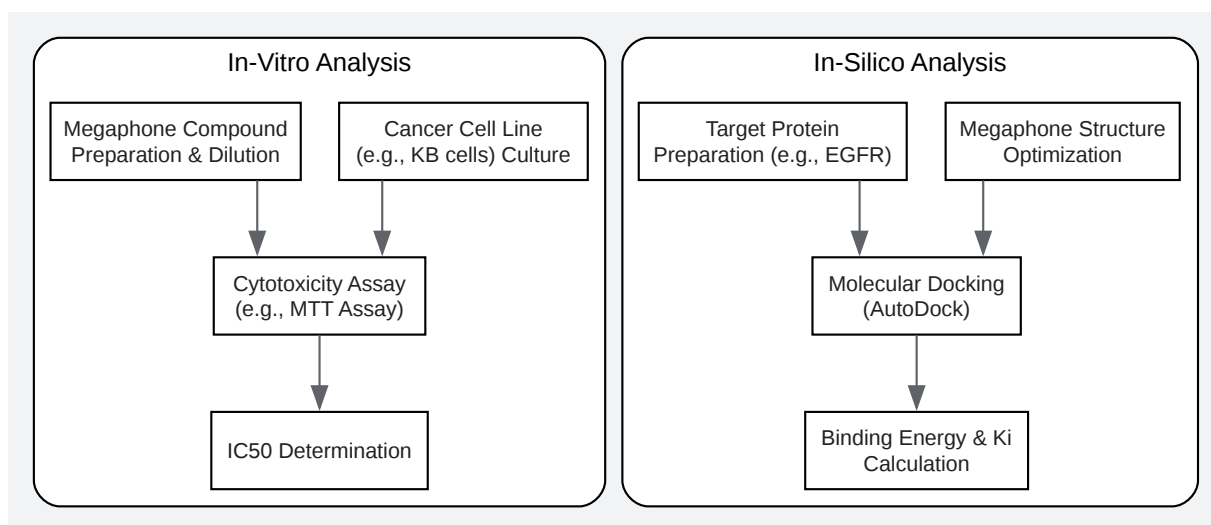 In-Vitro Analysis
Megaphone Compound
Preparation & Dilution
Cancer Cell Line
(e.g., KB cells) Culture
Cytotoxicity Assay
(e.g., MTT Assay)
IC50 Determination
In-Silico Analysis
Target Protein
Preparation (e.g., EGFR)
Megaphone Structure
Optimization
Molecular Docking
(AutoDock)
Binding Energy & Ki
Calculation